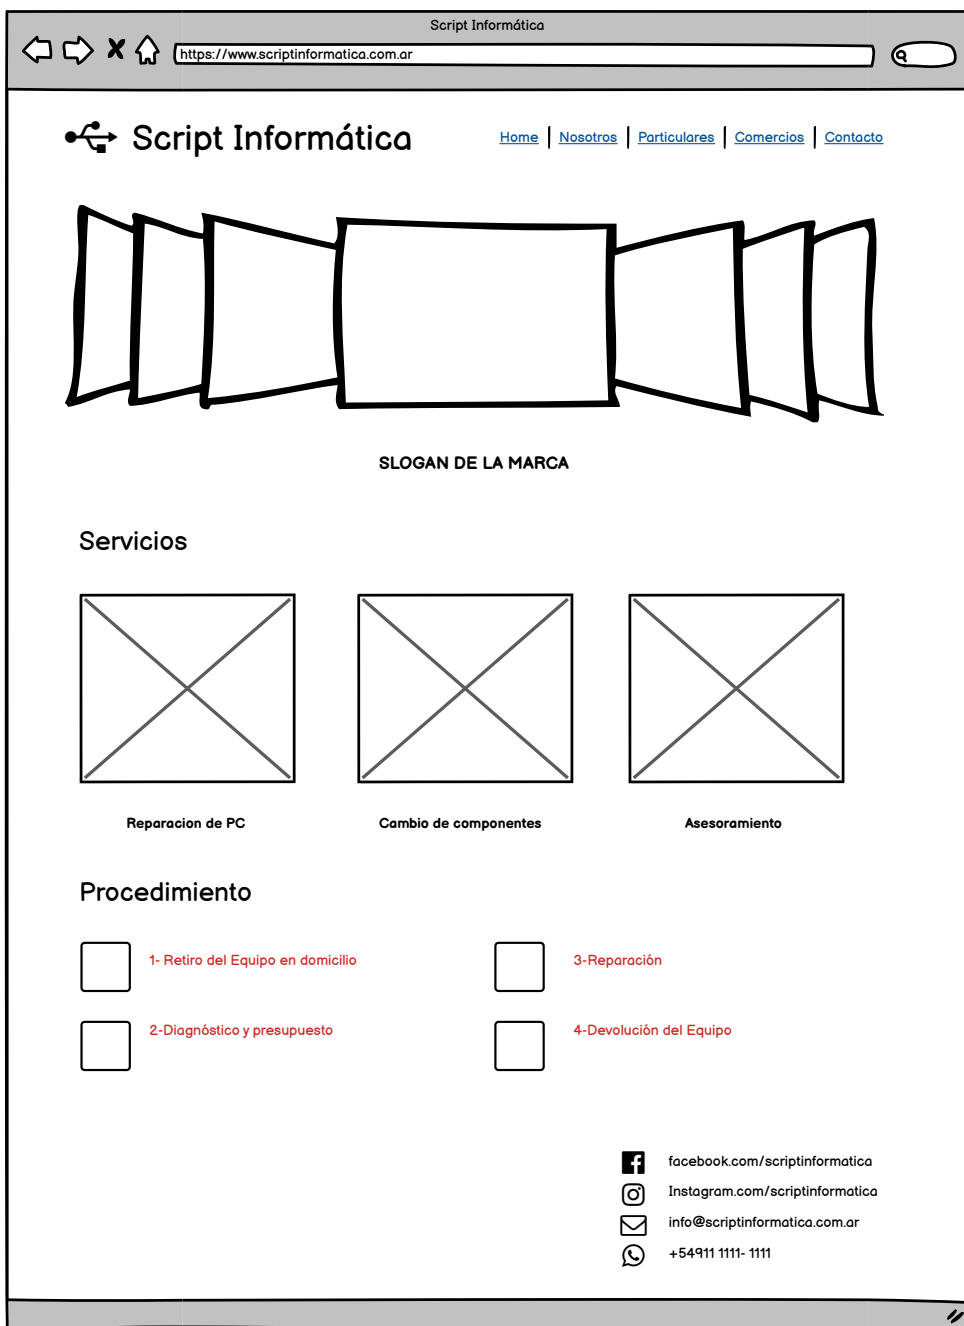 Script Informática
https://www.scriptinformatica.com.ar
Script Informática
Home | Nosotros | Particulares | Comercios | Contacto
SLOGAN DE LA MARCA
Servicios
Reparacion de PC
Cambio de componentes
Asesoramiento
Procedimiento
1- Retiro del Equipo en domicilio
2-Diagnóstico y presupuesto
3-Reparación
4-Devolución del Equipo
facebook.com/scriptinformatica
Instagram.com/scriptinformatica
info@scriptinformatica.com.ar
+54911 1111- 1111